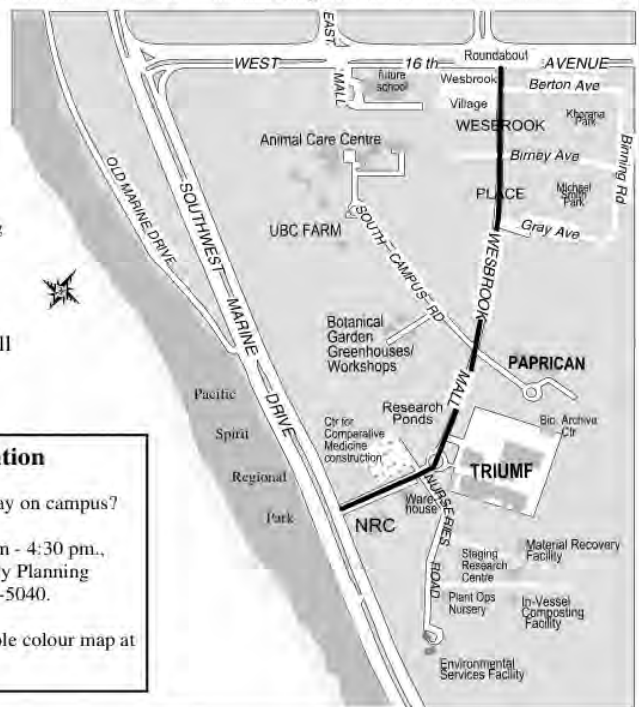 EAST
MALL
WEST 16 th AVENUE
Roundabout
future
school
Wesbrook
Village
Berton Ave
Khorana
Park
WESBROOK
Animal Care Centre
Birney Ave
Binning Rd
PLACE
Michael
Smith
Park
Gray Ave
OLD MARINE DRIVE
SOUTHWEST MARINE DRIVE
UBC FARM
SOUTH CAMPUS RD
WESBROOK MALL
Botanical
Garden
Greenhouses/
Workshops
PAPRICAN
Pacific
Spirit
Regional
Park
Research
Ponds
Bio. Archive
Ctr
Ctr for
Comparative
Medicine
construction
TRIUMF
NRC
Ware-
house
NURSERIES ROAD
Staging
Research
Centre
Material Recovery
Facility
Plant Ops
Nursery
In-Vessel
Composting
Facility
Environmental
Services Facility
ll
ation
ay on campus?
m - 4:30 pm.,
y Planning
-5040.
ole colour map at